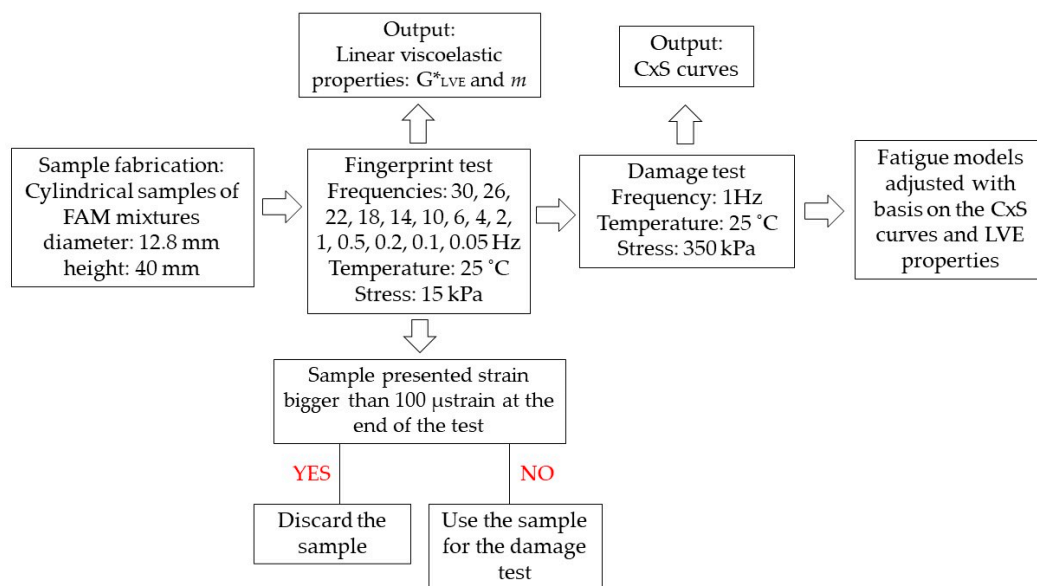 Output:
Linear viscoelastic
properties: G*LVE and m
Output:
CxS curves
Sample fabrication:
Cylindrical samples of
FAM mixtures
diameter: 12.8 mm
height: 40 mm
Fingerprint test
Frequencies: 30, 26,
22, 18, 14, 10, 6, 4, 2,
1, 0.5, 0.2, 0.1, 0.05 Hz
Temperature: 25 ˚C
Stress: 15 kPa
Damage test
Frequency: 1Hz
Temperature: 25 ˚C
Stress: 350 kPa
Fatigue models
adjusted with
basis on the CxS
curves and LVE
properties
Sample presented strain
bigger than 100 μstrain at the
end of the test
YES
NO
Discard the
sample
Use the sample
for the damage
test